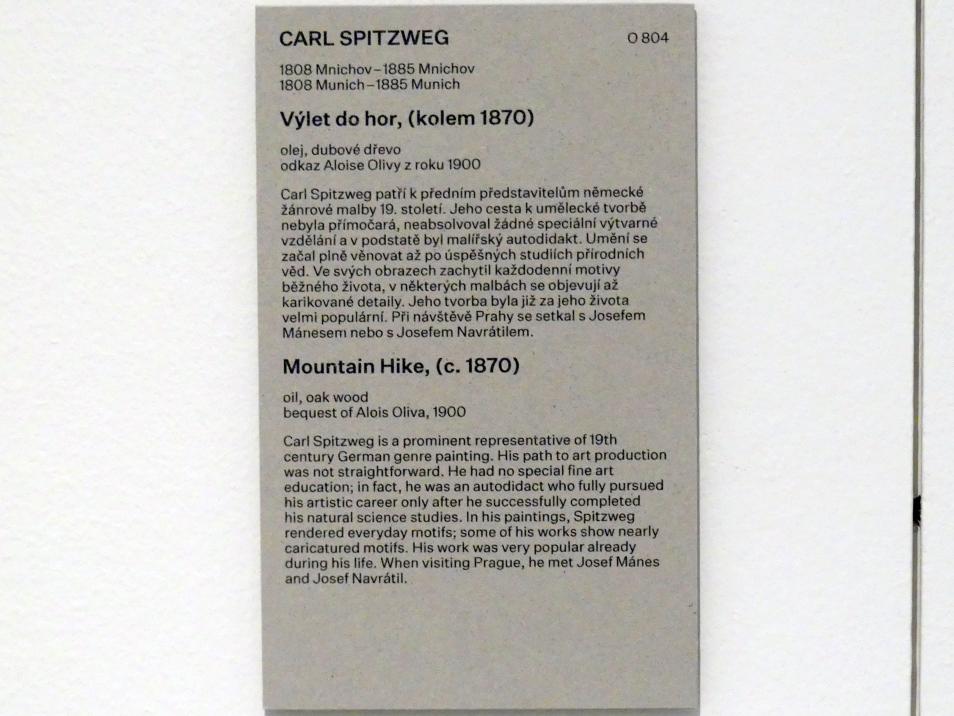 CARL SPITZWEG O 804
1808 Mnichov–1885 Mnichov
1808 Munich–1885 Munich
Výlet do hor, (kolem 1870)
olej, dubové dřevo
odkaz Aloise Olivy z roku 1900
Carl Spitzweg patří k předním představitelům německé
žánrové malby 19. století. Jeho cesta k umělecké tvorbě
nebyla přímočará, neabsolvoval žádné speciální výtvarné
vzdělání a v podstatě byl malířský autodidakt. Umění se
začal plně věnovat až po úspěšných studiích přírodních
věd. Ve svých obrazech zachytil každodenní motivy
běžného života, v některých malbách se objevují až
karikované detaily. Jeho tvorba byla již za jeho života
velmi populární. Při návštěvě Prahy se setkal s Josefem
Mánesem nebo s Josefem Navrátilem.
Mountain Hike, (c. 1870)
oil, oak wood
bequest of Alois Oliva, 1900
Carl Spitzweg is a prominent representative of 19th
century German genre painting. His path to art production
was not straightforward. He had no special fine art
education; in fact, he was an autodidact who fully pursued
his artistic career only after he successfully completed
his natural science studies. In his paintings, Spitzweg
rendered everyday motifs; some of his works show nearly
caricatured motifs. His work was very popular already
during his life. When visiting Prague, he met Josef Mánes
and Josef Navrátil.